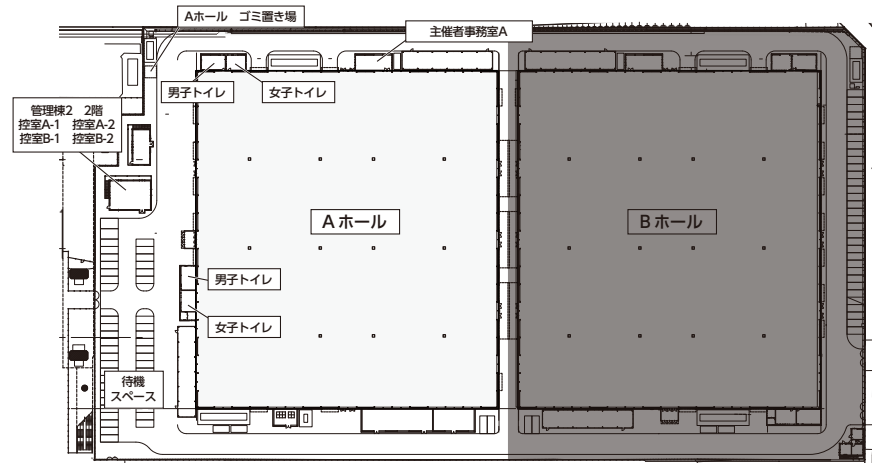 Aホール　ゴミ置き場
主催者事務室A
男子トイレ
女子トイレ
管理棟2　2階
控室A-1　控室A-2
控室B-1　控室B-2
Aホール
Bホール
男子トイレ
女子トイレ
待機
スペース